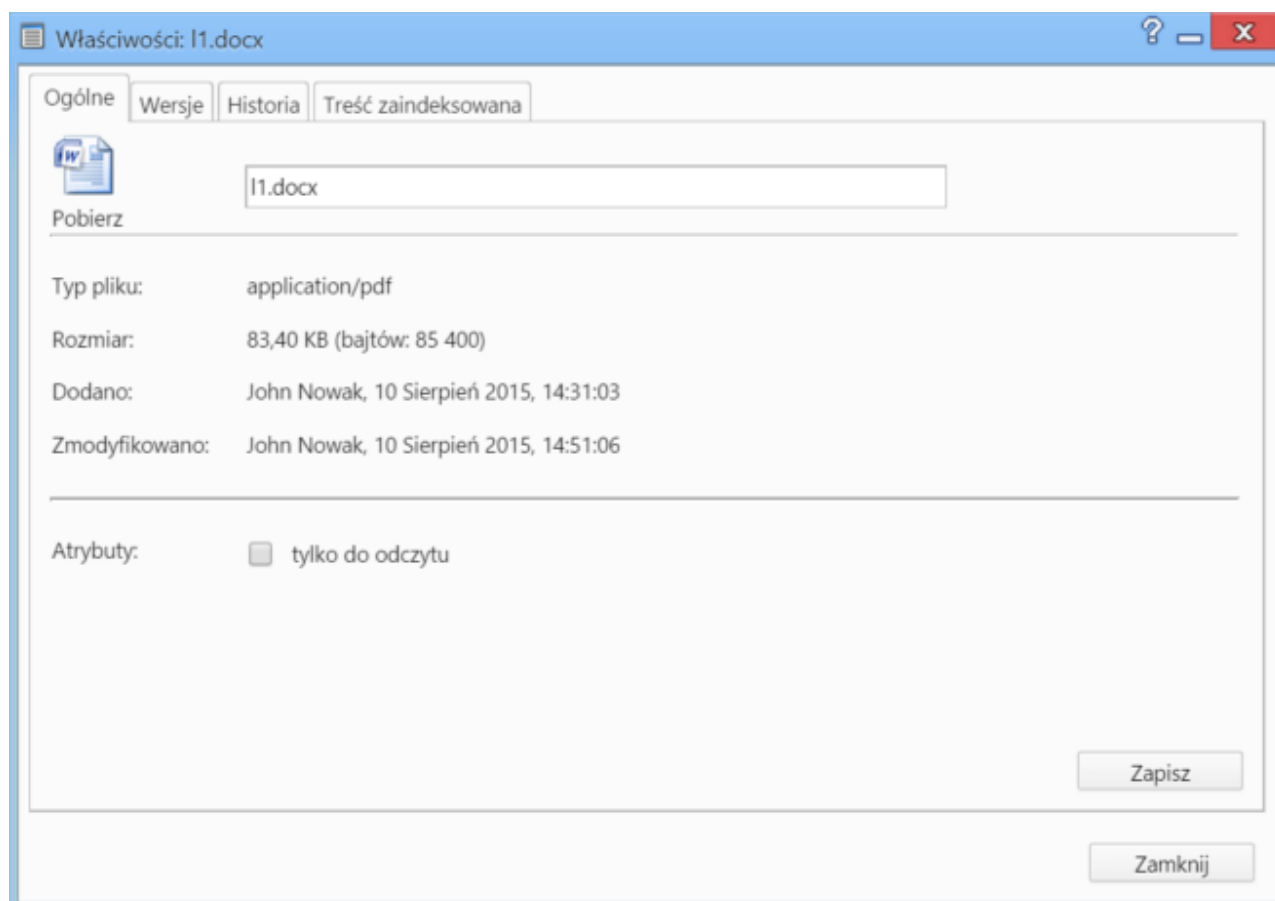 Właściwości: l1.docx
Ogólne Wersje Historia Treść zaindeksowana
l1.docx
Pobierz
Typ pliku: application/pdf
Rozmiar: 83,40 KB (bajtów: 85 400)
Dodano: John Nowak, 10 Sierpień 2015, 14:31:03
Zmodyfikowano: John Nowak, 10 Sierpień 2015, 14:51:06
Atrybuty: tylko do odczytu
Zapisz
Zamknij